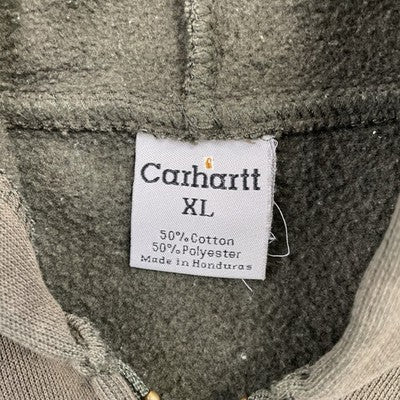 Carhartt
XL
50% Cotton
50% Polyester
Made in Honduras